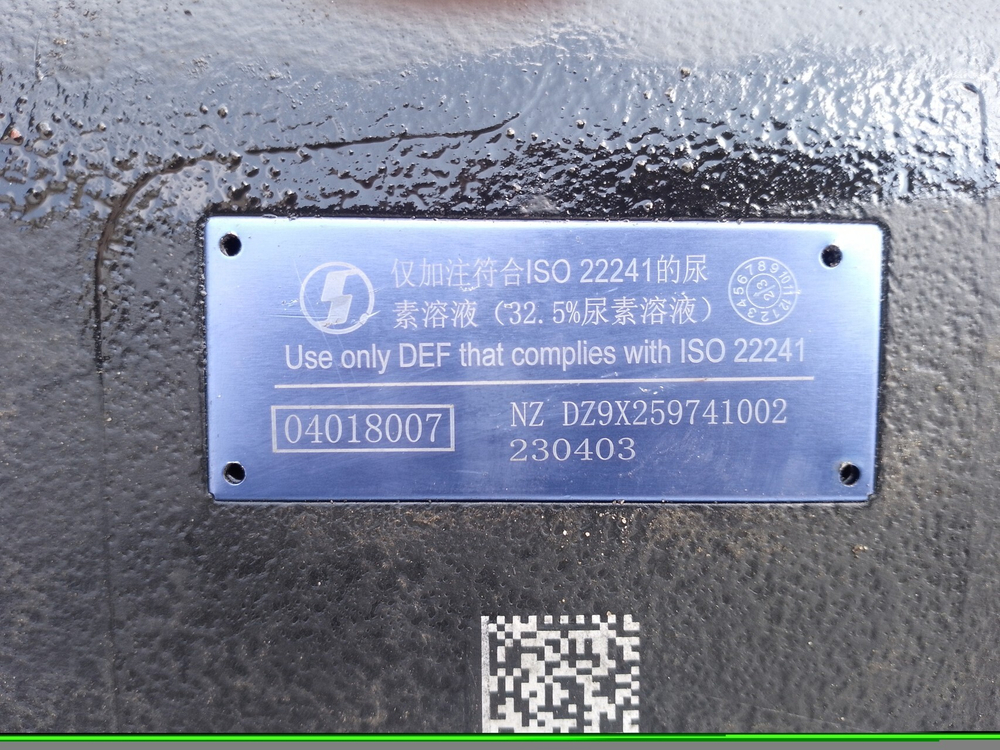 仅加注符合ISO 22241的尿
素溶液（32.5%尿素溶液）
Use only DEF that complies with ISO 22241
04018007
NZ DZ9X259741002
230403